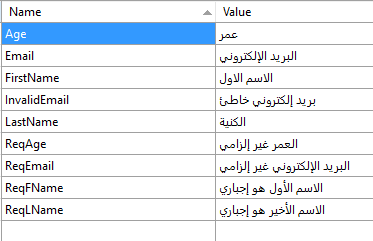 Name Value
Age عمر
Email البريد الإلكتروني
FirstName الاسم الاول
InvalidEmail بريد إلكتروني خاطئ
LastName الكنية
ReqAge العمر غير إلزامي
ReqEmail البريد الإلكتروني غير إلزامي
ReqFName الاسم الأول هو إجباري
ReqLName الاسم الأخير هو إجباري